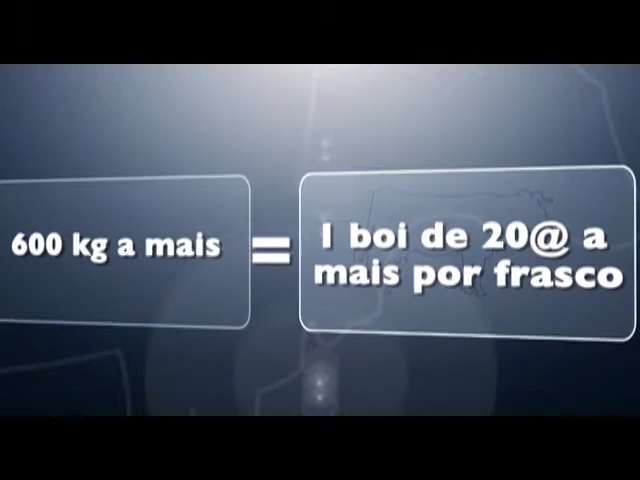 600 kg a mais
=
1 boi de 20@ a
mais por frasco